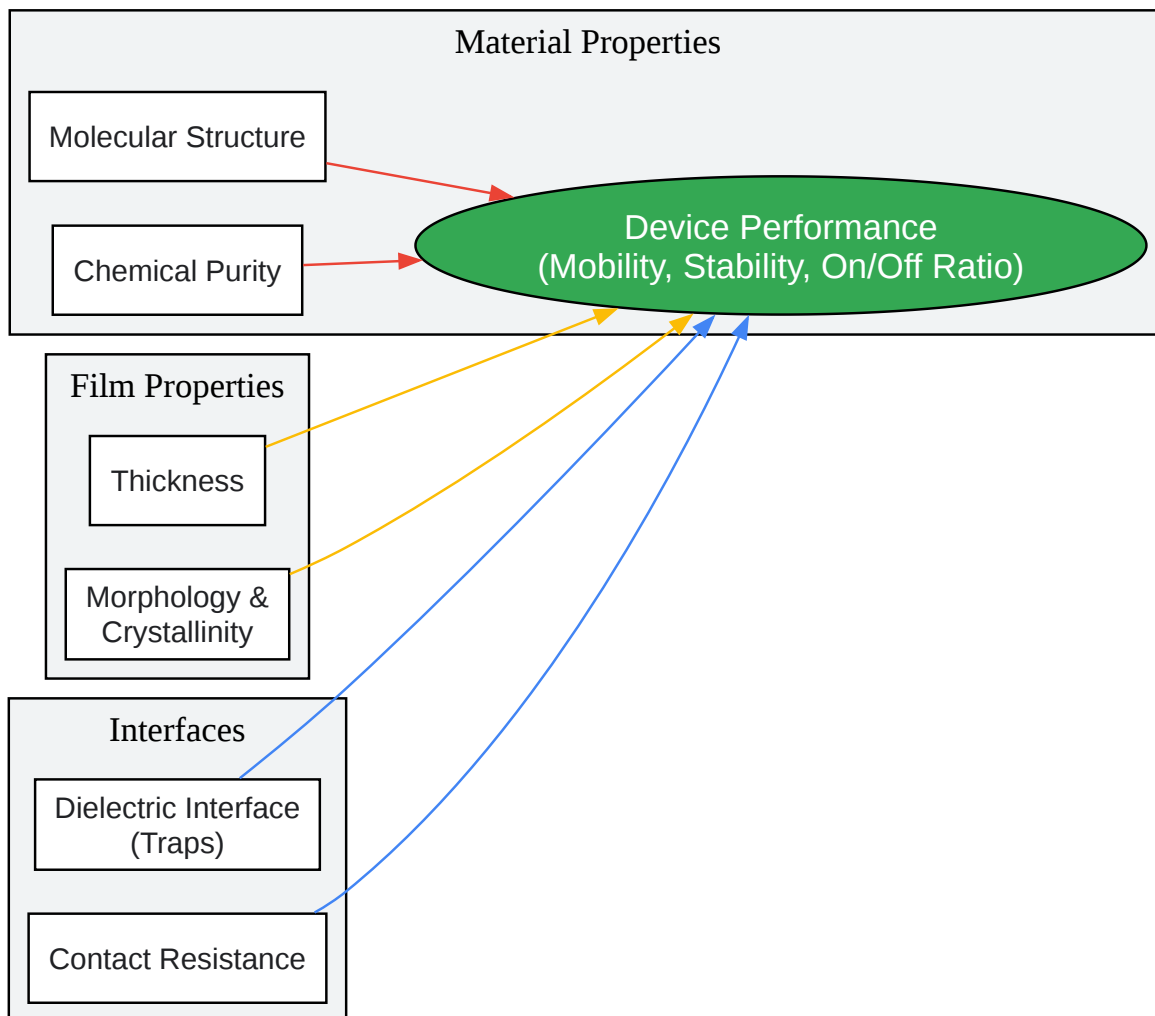 Material Properties
Molecular Structure
Chemical Purity
Device Performance
(Mobility, Stability, On/Off Ratio)
Film Properties
Thickness
Morphology &
Crystallinity
Interfaces
Dielectric Interface
(Traps)
Contact Resistance